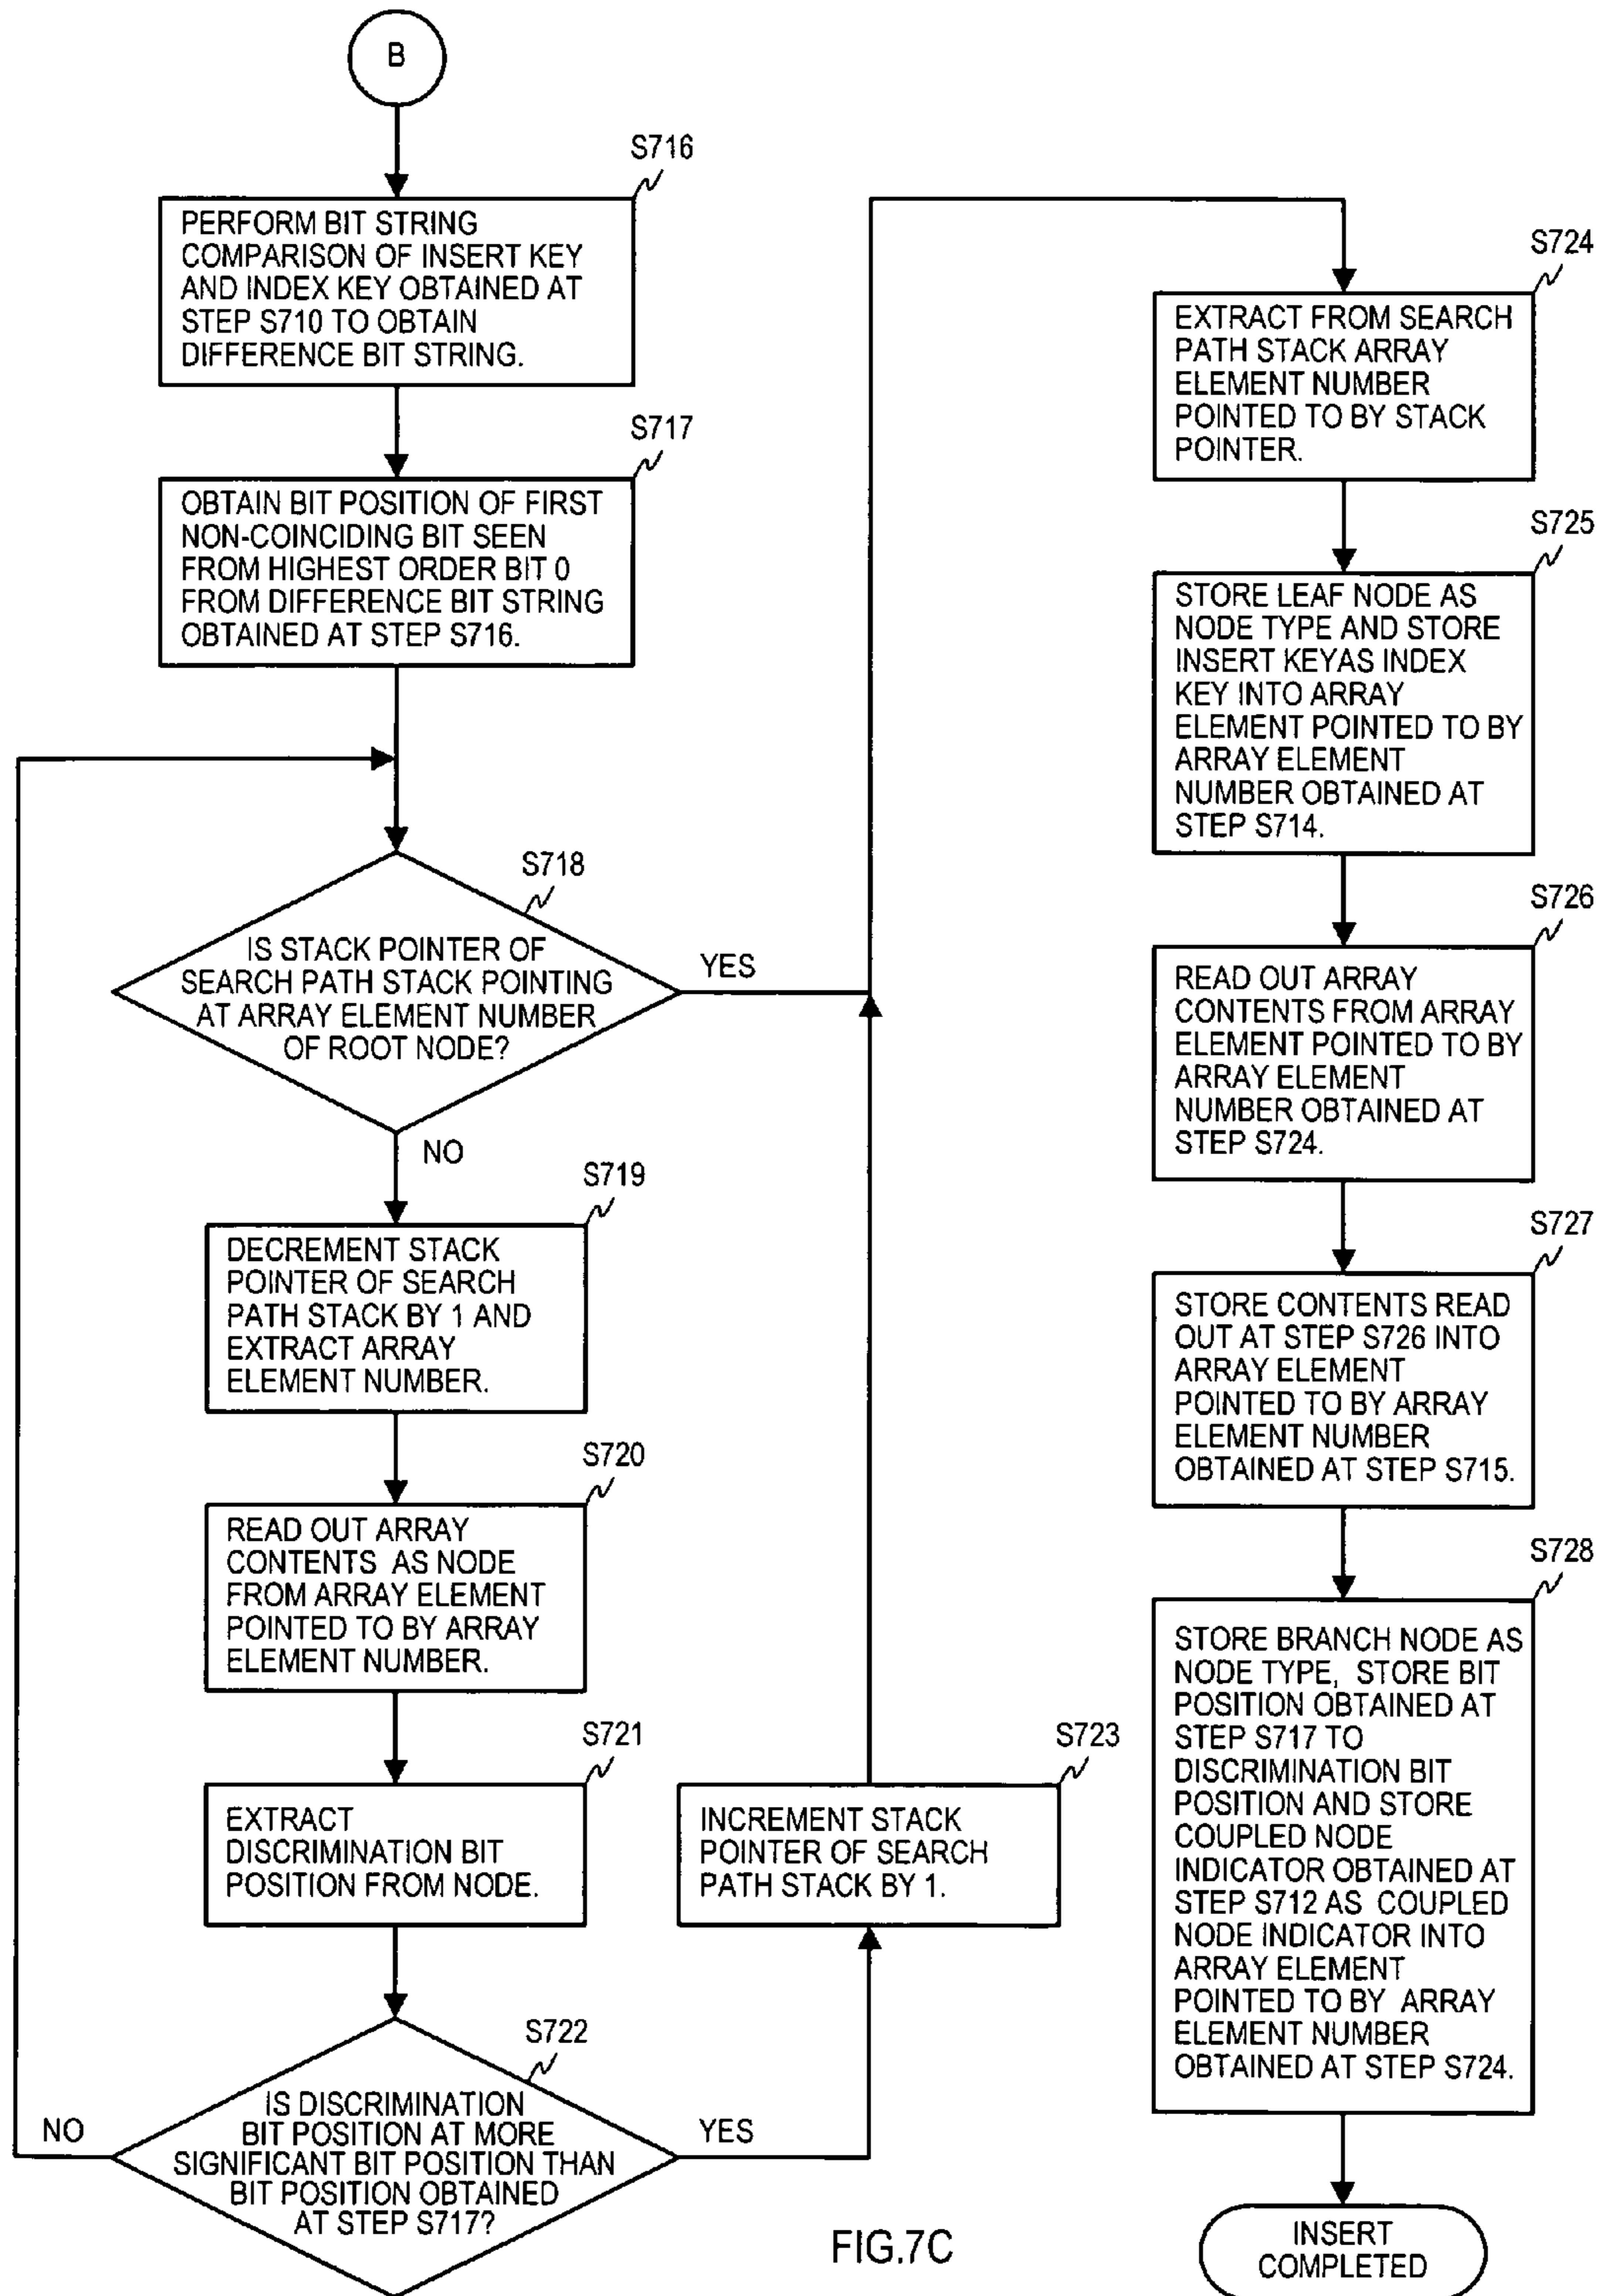 B
S716
PERFORM BIT STRING
COMPARISON OF INSERT KEY
AND INDEX KEY OBTAINED AT
STEP S710 TO OBTAIN
DIFFERENCE BIT STRING.
S717
OBTAIN BIT POSITION OF FIRST
NON-COINCIDING BIT SEEN
FROM HIGHEST ORDER BIT 0
FROM DIFFERENCE BIT STRING
OBTAINED AT STEP S716.
S718
IS STACK POINTER OF
SEARCH PATH STACK POINTING
AT ARRAY ELEMENT NUMBER
OF ROOT NODE?
YES
NO
S719
DECREMENT STACK
POINTER OF SEARCH
PATH STACK BY 1 AND
EXTRACT ARRAY
ELEMENT NUMBER.
S720
READ OUT ARRAY
CONTENTS AS NODE
FROM ARRAY ELEMENT
POINTED TO BY ARRAY
ELEMENT NUMBER.
S721
EXTRACT
DISCRIMINATION BIT
POSITION FROM NODE.
S722
IS DISCRIMINATION
BIT POSITION AT MORE
SIGNIFICANT BIT POSITION THAN
BIT POSITION OBTAINED
AT STEP S717?
NO
YES
S723
INCREMENT STACK
POINTER OF SEARCH
PATH STACK BY 1.
S724
EXTRACT FROM SEARCH
PATH STACK ARRAY
ELEMENT NUMBER
POINTED TO BY STACK
POINTER.
S725
STORE LEAF NODE AS
NODE TYPE AND STORE
INSERT KEYAS INDEX
KEY INTO ARRAY
ELEMENT POINTED TO BY
ARRAY ELEMENT
NUMBER OBTAINED AT
STEP S714.
S726
READ OUT ARRAY
CONTENTS FROM ARRAY
ELEMENT POINTED TO BY
ARRAY ELEMENT
NUMBER OBTAINED AT
STEP S724.
S727
STORE CONTENTS READ
OUT AT STEP S726 INTO
ARRAY ELEMENT
POINTED TO BY ARRAY
ELEMENT NUMBER
OBTAINED AT STEP S715.
S728
STORE BRANCH NODE AS
NODE TYPE, STORE BIT
POSITION OBTAINED AT
STEP S717 TO
DISCRIMINATION BIT
POSITION AND STORE
COUPLED NODE
INDICATOR OBTAINED AT
STEP S712 AS COUPLED
NODE INDICATOR INTO
ARRAY ELEMENT
POINTED TO BY ARRAY
ELEMENT NUMBER
OBTAINED AT STEP S724.
INSERT
COMPLETED
FIG.7C